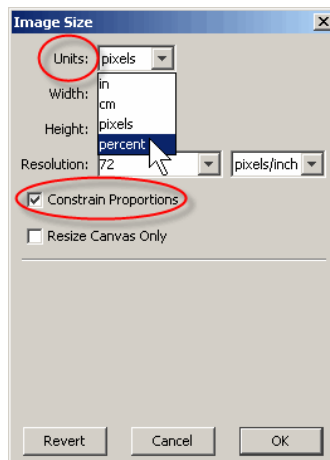 Image Size
Units: pixels
in
Width:
cm
Height: pixels
percent
Resolution: 72 pixels/inch
Constrain Proportions
Resize Canvas Only
Revert Cancel OK